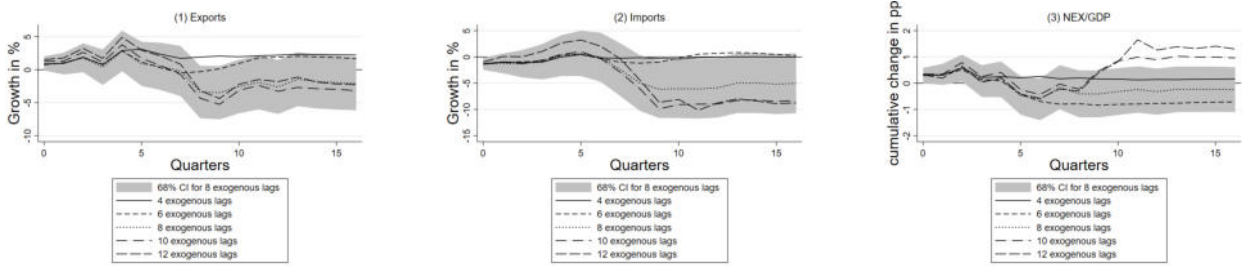 (1) Exports
Growth in %
5
0
-5
-10
0
5
10
15
Quarters
68% CI for 8 exogenous lags
4 exogenous lags
6 exogenous lags
8 exogenous lags
10 exogenous lags
12 exogenous lags
(2) Imports
Growth in %
5
0
-5
-10
-15
0
5
10
15
Quarters
68% CI for 8 exogenous lags
4 exogenous lags
6 exogenous lags
8 exogenous lags
10 exogenous lags
12 exogenous lags
(3) NEX/GDP
cumulative change in pp
2
1
0
-1
-2
0
5
10
15
Quarters
68% CI for 8 exogenous lags
4 exogenous lags
6 exogenous lags
8 exogenous lags
10 exogenous lags
12 exogenous lags